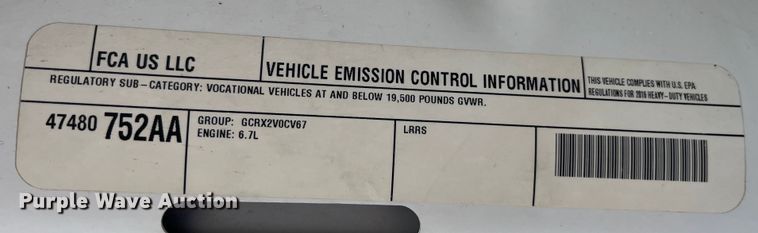 FCA US LLC
VEHICLE EMISSION CONTROL INFORMATION
THIS VEHICLE COMPLIES WITH U.S. EPA
REGULATIONS FOR 2016 HEAVY-DUTY VEHICLES
REGULATORY SUB-CATEGORY: VOCATIONAL VEHICLES AT AND BELOW 19,500 POUNDS GVWR.
47480 752AA
GROUP: GCRX2V0CV67
ENGINE: 6.7L
LRRS
Purple Wave Auction